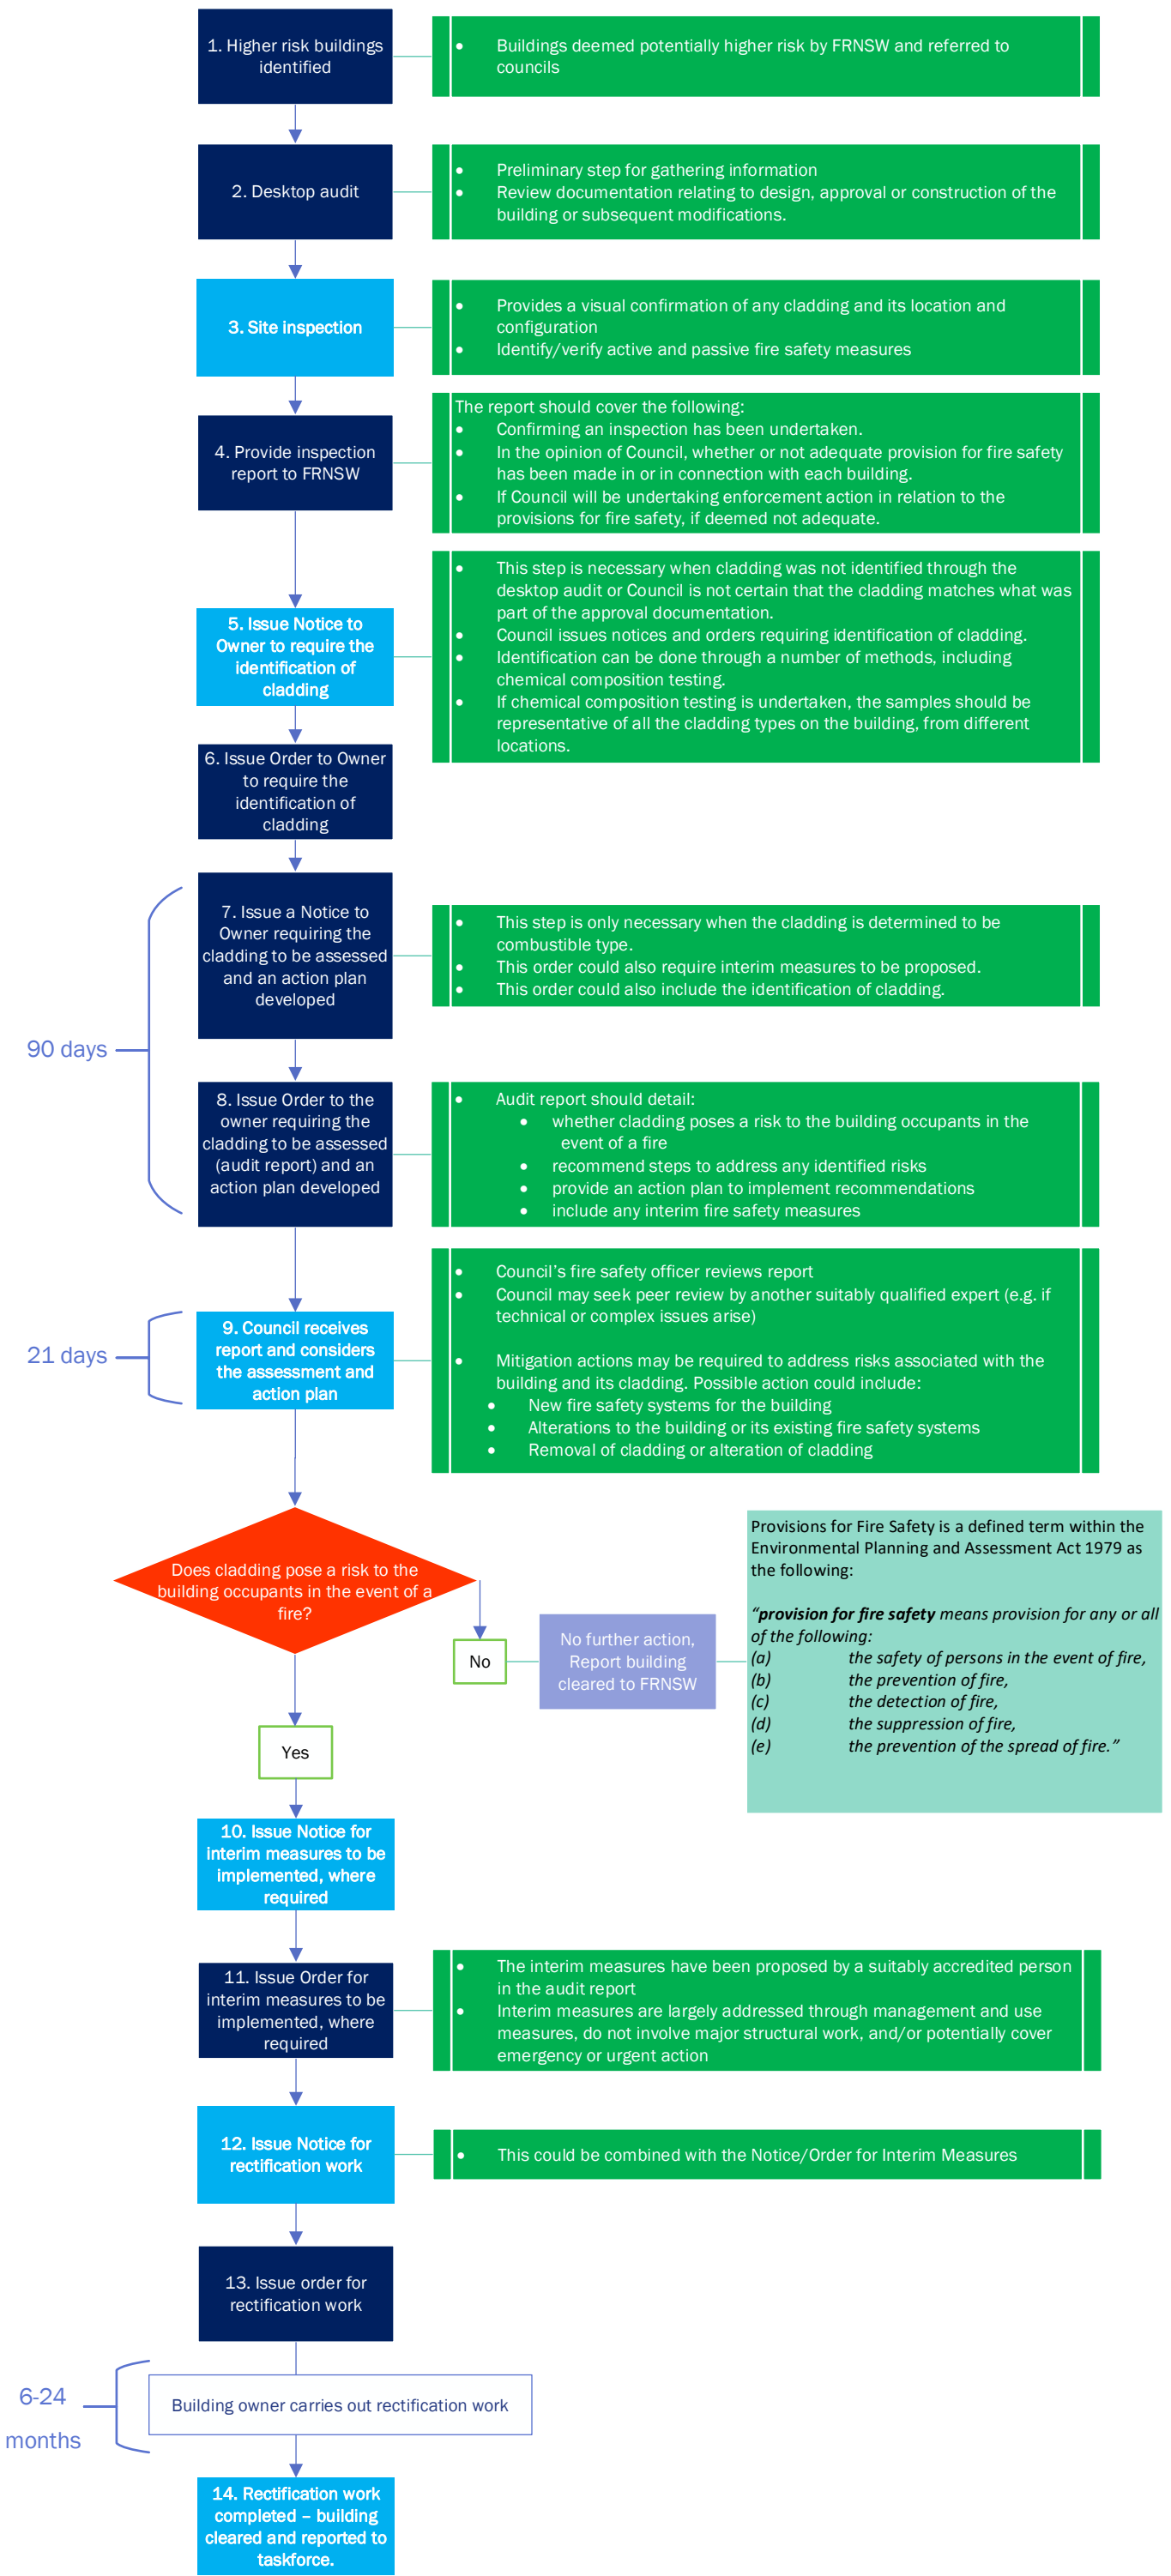 1. Higher risk buildings
identified
• Buildings deemed potentially higher risk by FRNSW and referred to
councils
2. Desktop audit
• Preliminary step for gathering information
• Review documentation relating to design, approval or construction of the
building or subsequent modifications.
3. Site inspection
• Provides a visual confirmation of any cladding and its location and
configuration
• Identify/verify active and passive fire safety measures
4. Provide inspection
report to FRNSW
The report should cover the following:
• Confirming an inspection has been undertaken.
• In the opinion of Council, whether or not adequate provision for fire safety
has been made in or in connection with each building.
• If Council will be undertaking enforcement action in relation to the
provisions for fire safety, if deemed not adequate.
5. Issue Notice to
Owner to require the
identification of
cladding
• This step is necessary when cladding was not identified through the
desktop audit or Council is not certain that the cladding matches what was
part of the approval documentation.
• Council issues notices and orders requiring identification of cladding.
• Identification can be done through a number of methods, including
chemical composition testing.
• If chemical composition testing is undertaken, the samples should be
representative of all the cladding types on the building, from different
locations.
6. Issue Order to Owner
to require the
identification of
cladding
90 days
7. Issue a Notice to
Owner requiring the
cladding to be assessed
and an action plan
developed
• This step is only necessary when the cladding is determined to be
combustible type.
• This order could also require interim measures to be proposed.
• This order could also include the identification of cladding.
8. Issue Order to the
owner requiring the
cladding to be assessed
(audit report) and an
action plan developed
• Audit report should detail:
• whether cladding poses a risk to the building occupants in the
event of a fire
• recommend steps to address any identified risks
• provide an action plan to implement recommendations
• include any interim fire safety measures
21 days
9. Council receives
report and considers
the assessment and
action plan
• Council’s fire safety officer reviews report
• Council may seek peer review by another suitably qualified expert (e.g. if
technical or complex issues arise)
• Mitigation actions may be required to address risks associated with the
building and its cladding. Possible action could include:
• New fire safety systems for the building
• Alterations to the building or its existing fire safety systems
• Removal of cladding or alteration of cladding
Does cladding pose a risk to the
building occupants in the event of a
fire?
No
No further action,
Report building
cleared to FRNSW
Provisions for Fire Safety is a defined term within the
Environmental Planning and Assessment Act 1979 as
the following:
“provision for fire safety means provision for any or all
of the following:
(a) the safety of persons in the event of fire,
(b) the prevention of fire,
(c) the detection of fire,
(d) the suppression of fire,
(e) the prevention of the spread of fire.”
Yes
10. Issue Notice for
interim measures to be
implemented, where
required
11. Issue Order for
interim measures to be
implemented, where
required
• The interim measures have been proposed by a suitably accredited person
in the audit report
• Interim measures are largely addressed through management and use
measures, do not involve major structural work, and/or potentially cover
emergency or urgent action
12. Issue Notice for
rectification work
• This could be combined with the Notice/Order for Interim Measures
13. Issue order for
rectification work
6-24
months
Building owner carries out rectification work
14. Rectification work
completed – building
cleared and reported to
taskforce.